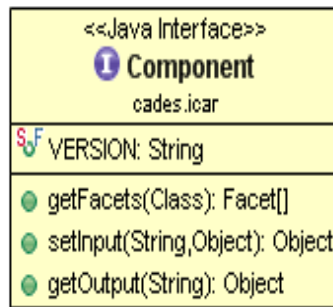 <<Java Interface>>
I Component
cades.icar
S F VERSION: String
getFacets(Class): Facet[]
setInput(String,Object): Object
getOutput(String): Object